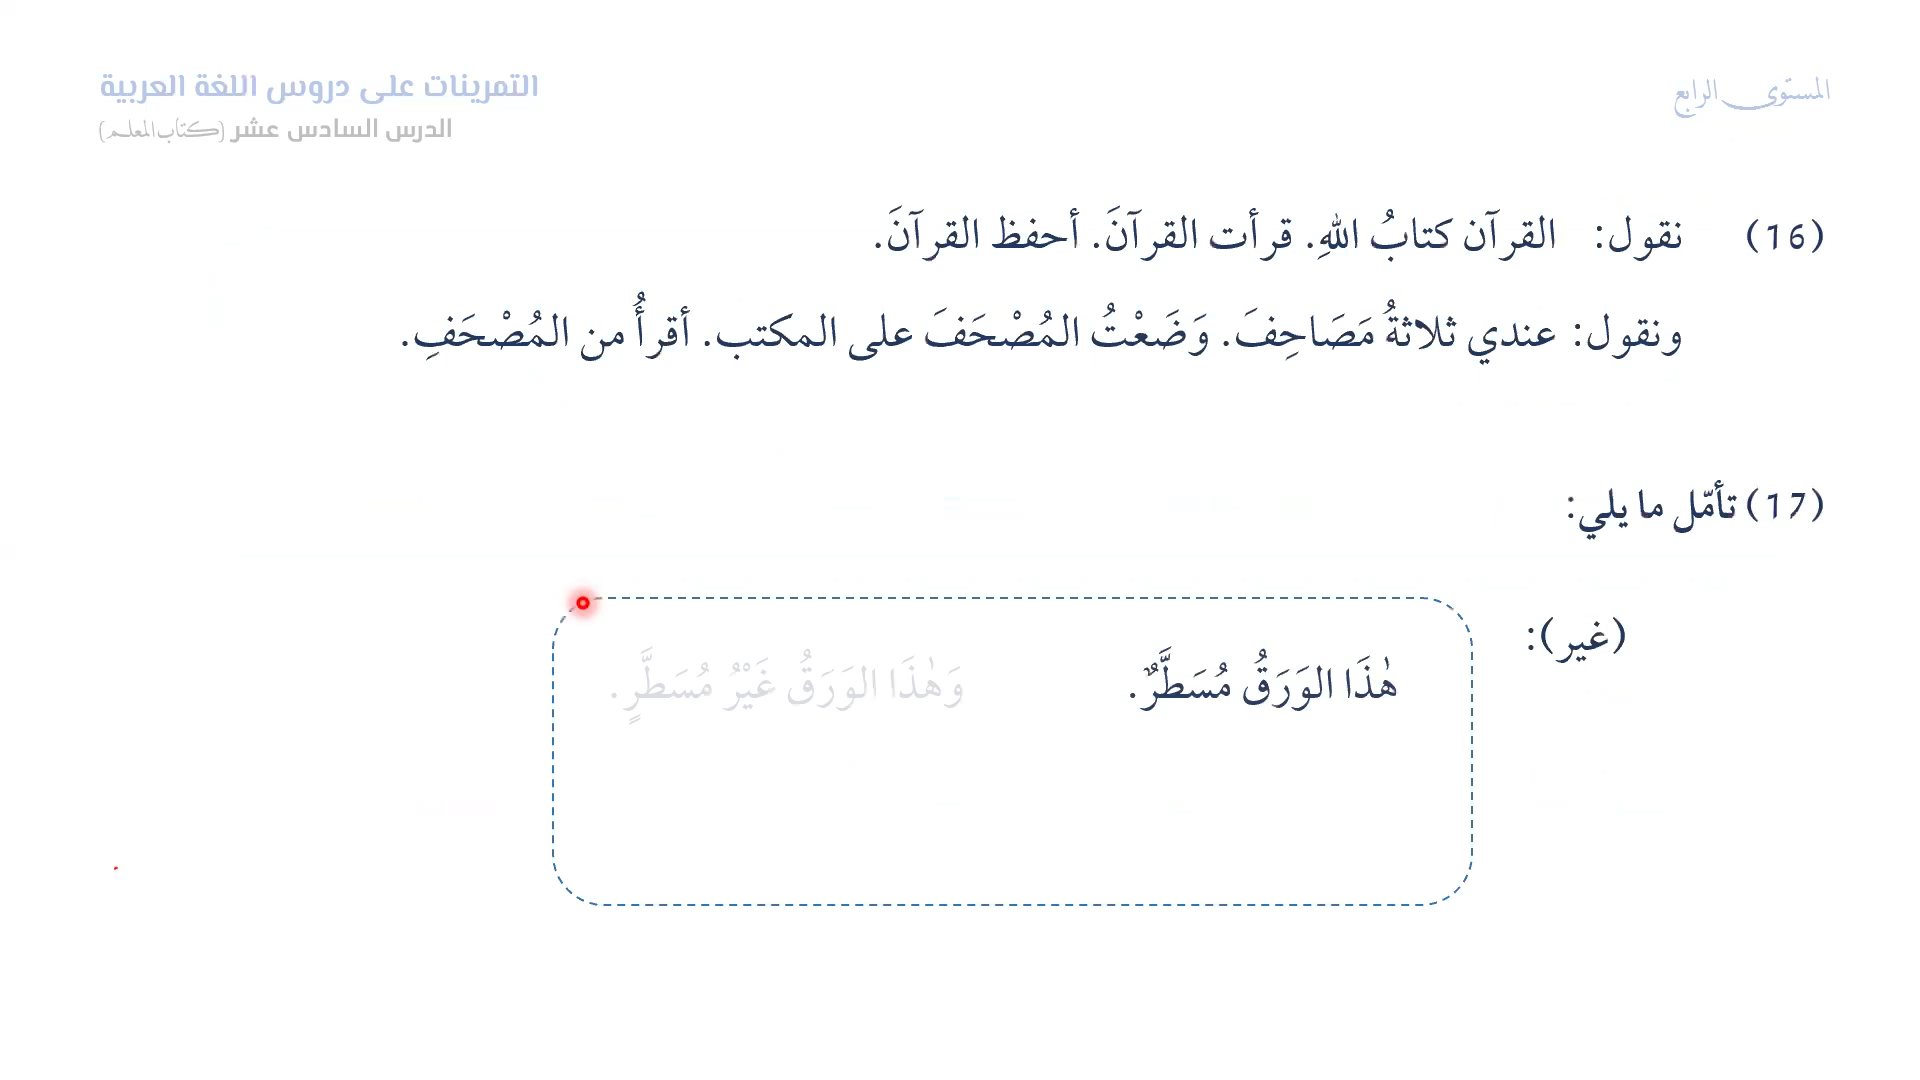 المستوى الرابع
التمرينات على دروس اللغة العربية
الدرس السادس عشر (كتاب المعلم)
(16) نقول: القرآن كتابُ اللهِ. قرأت القرآنَ. أحفظ القرآنَ.
ونقول: عندي ثلاثةُ مَصَاحِفَ. وَضَعْتُ المُصْحَفَ على المكتب. أقرأُ من المُصْحَفِ.
(17) تأمّل ما يلي:
(غير):
هٰذَا الوَرَقُ مُسَطَّرٌ. وَهٰذَا الوَرَقُ غَيْرُ مُسَطَّرٍ.